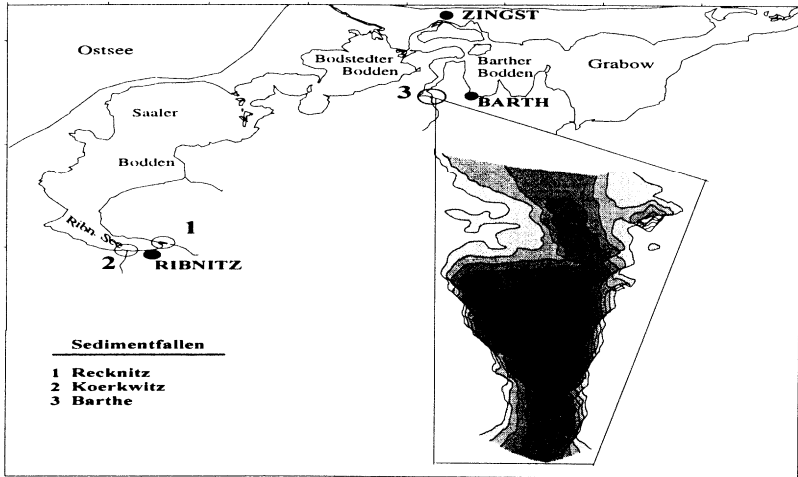 ZINGST
Ostsee
Bodstedter
Bodden
Barther
Bodden
Grabow
3
BARTH
Saaler
Bodden
Ribn. See
1
2
RIBNITZ
Sedimentfallen
1 Recknitz
2 Koerkwitz
3 Barthe